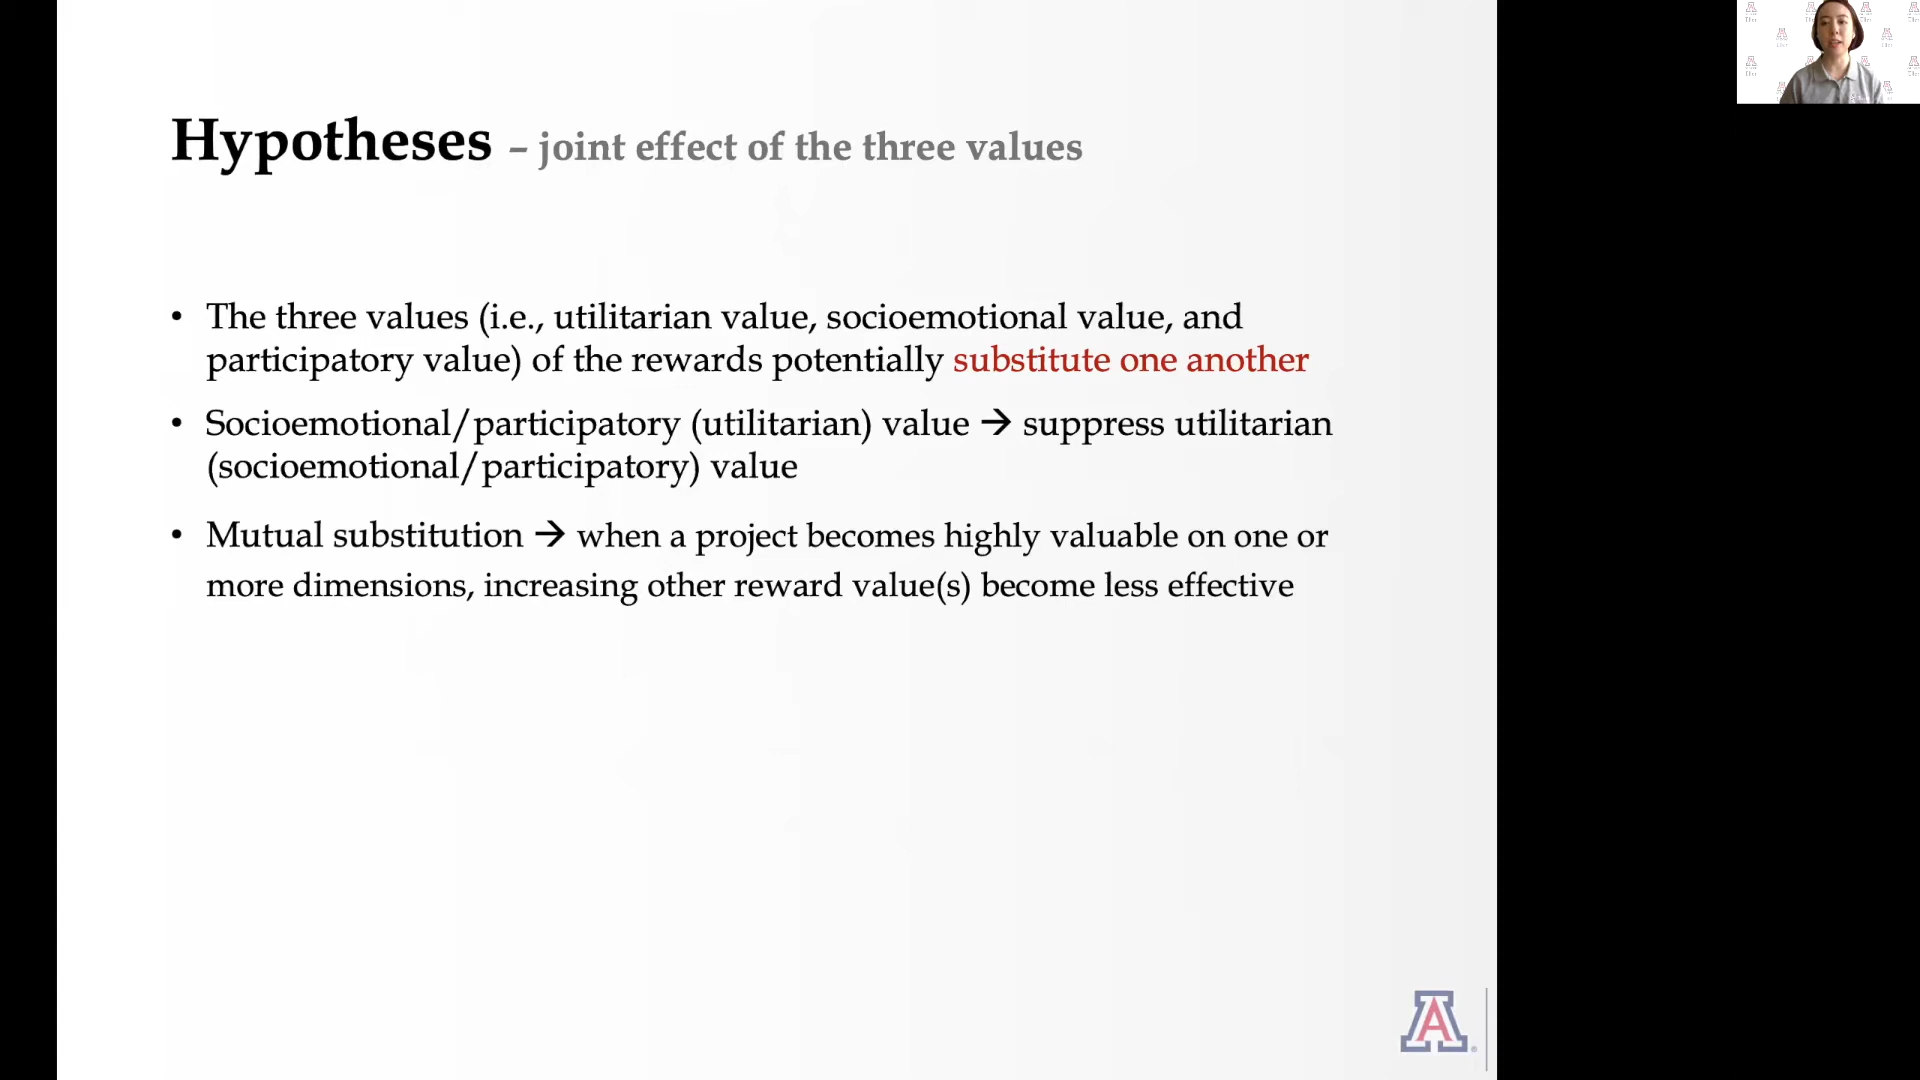 Hypotheses – joint effect of the three values
• The three values (i.e., utilitarian value, socioemotional value, and
participatory value) of the rewards potentially substitute one another
• Socioemotional/participatory (utilitarian) value → suppress utilitarian
(socioemotional/participatory) value
• Mutual substitution → when a project becomes highly valuable on one or
more dimensions, increasing other reward value(s) become less effective
A